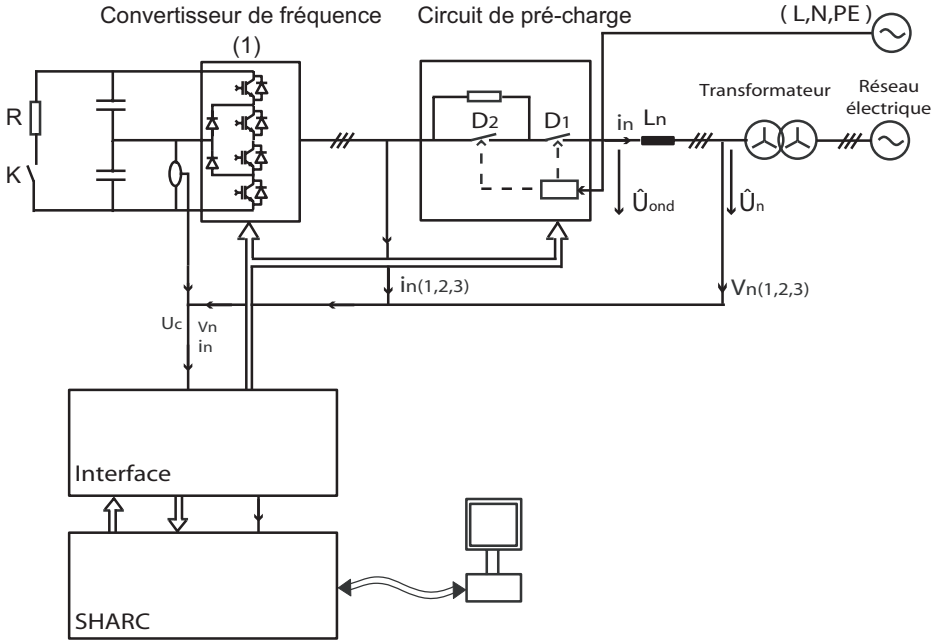 Convertisseur de fréquence
(1)
Circuit de pré-charge
( L,N,PE)
Transformateur
Réseau
électrique
R
K
D2
D1
in
Ln
Ûond
Ûn
in(1,2,3)
Vn(1,2,3)
Uc
Vn
in
Interface
SHARC